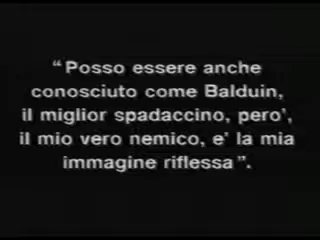 “Posso essere anche
conosciuto come Balduin,
il miglior spadaccino, pero’,
il mio vero nemico, e’ la mia
immagine riflessa”.